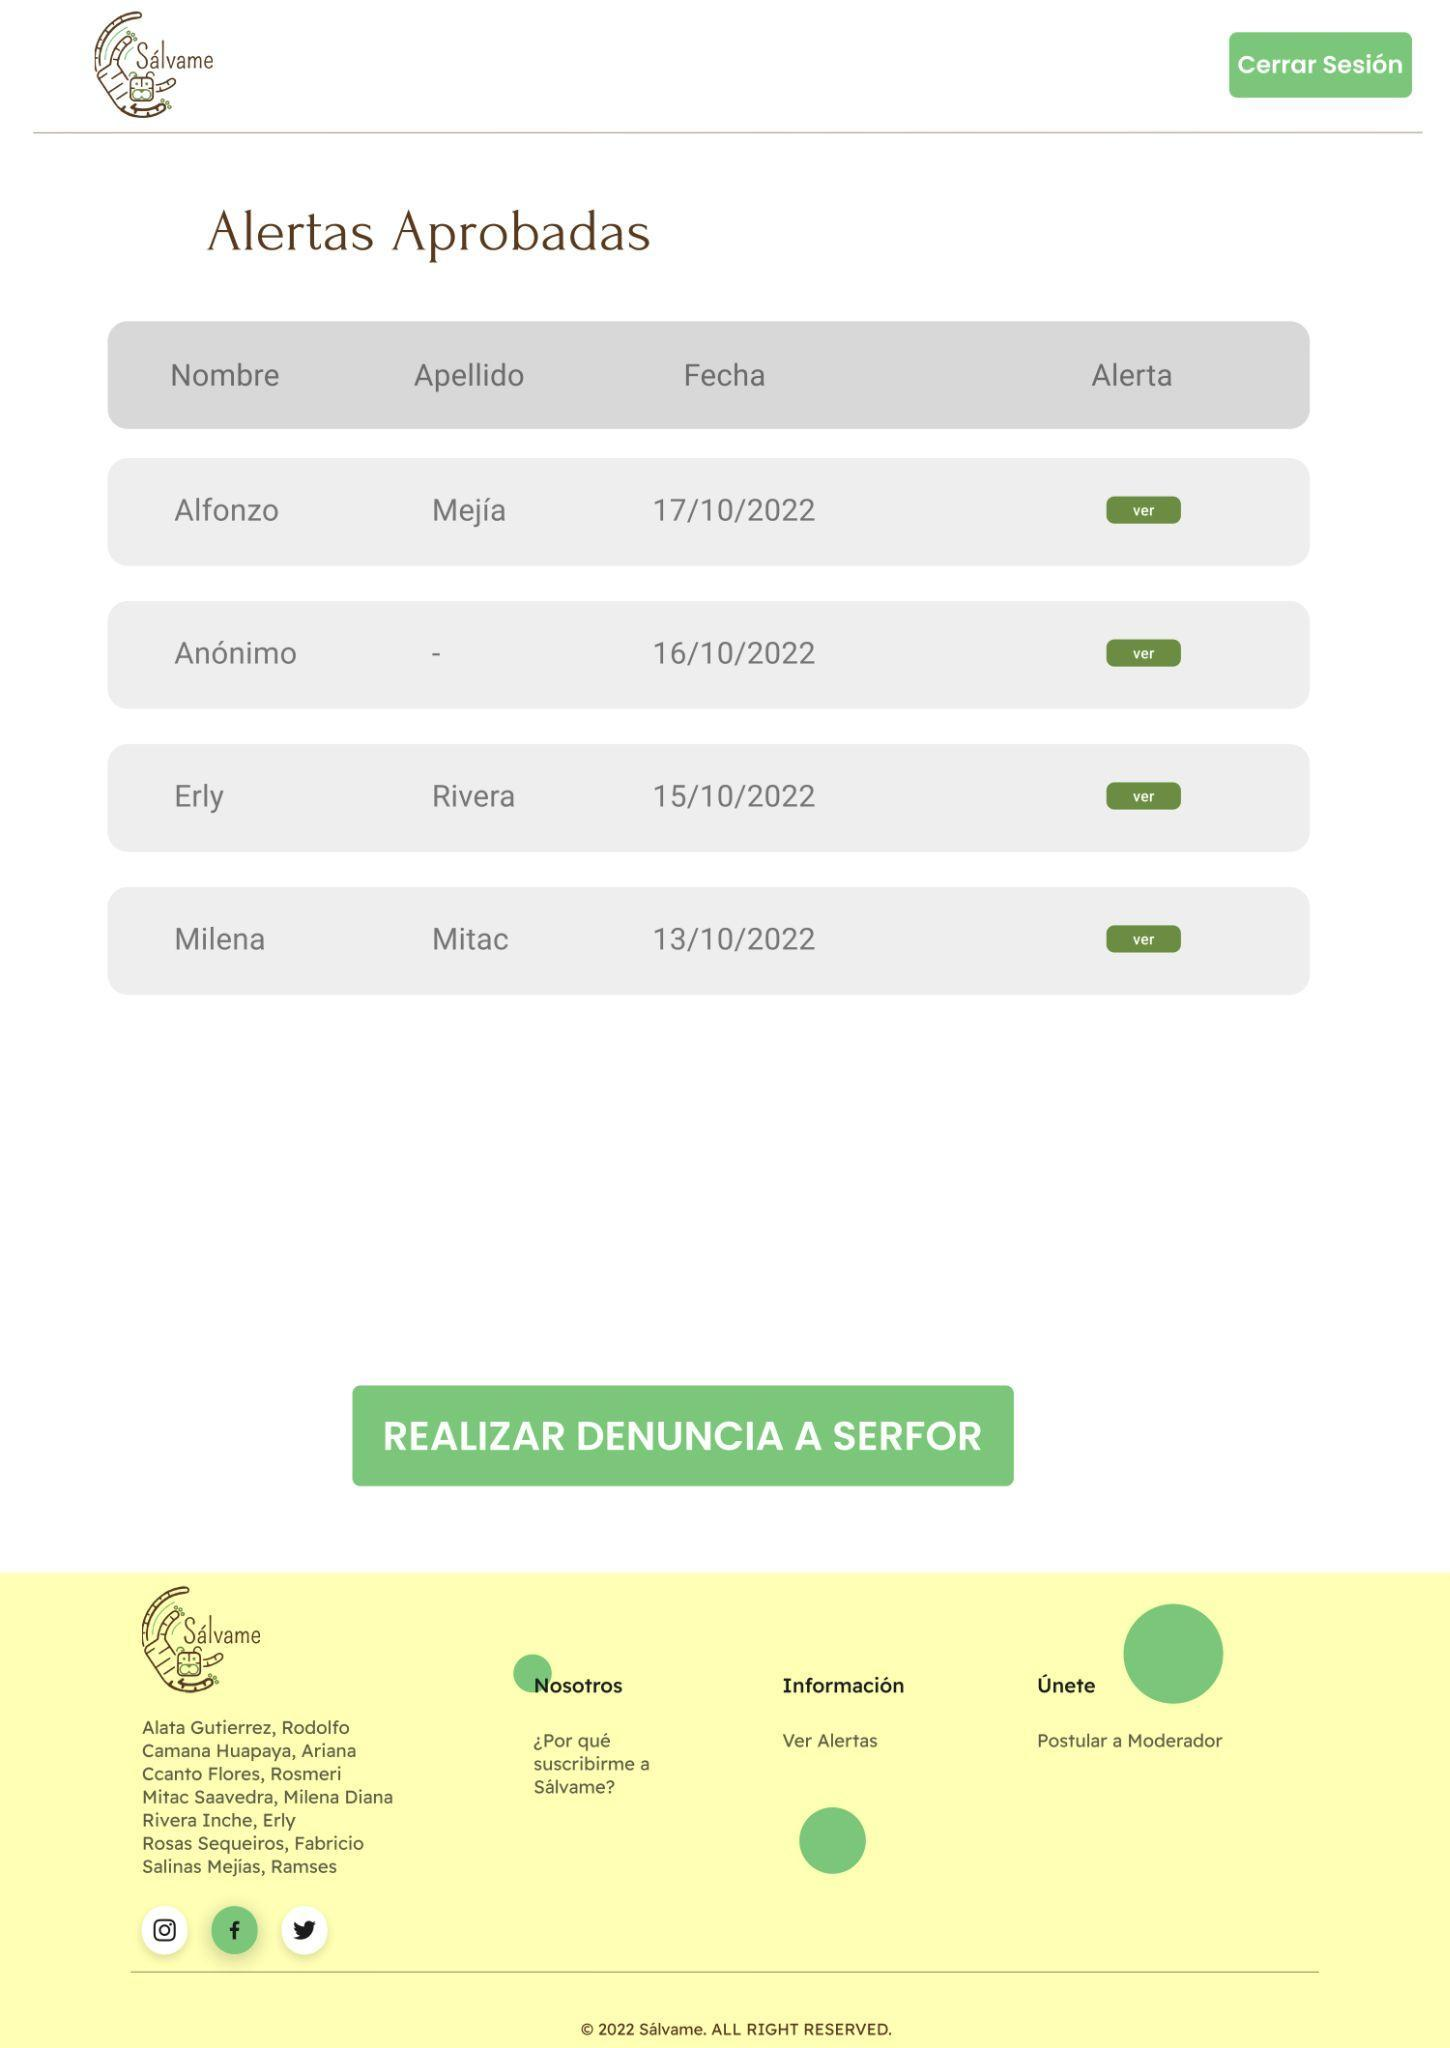 Sálvame
Cerrar Sesión
Alertas Aprobadas
Nombre Apellido Fecha Alerta
Alfonzo Mejía 17/10/2022 ver
Anónimo - 16/10/2022 ver
Erly Rivera 15/10/2022 ver
Milena Mitac 13/10/2022 ver
REALIZAR DENUNCIA A SERFOR
Sálvame
Alata Gutierrez, Rodolfo
Camana Huapaya, Ariana
Ccanto Flores, Rosmeri
Mitac Saavedra, Milena Diana
Rivera Inche, Erly
Rosas Sequeiros, Fabricio
Salinas Mejías, Ramses
Nosotros
¿Por qué
suscribirme a
Sálvame?
Información
Ver Alertas
Únete
Postular a Moderador
© 2022 Sálvame. ALL RIGHT RESERVED.